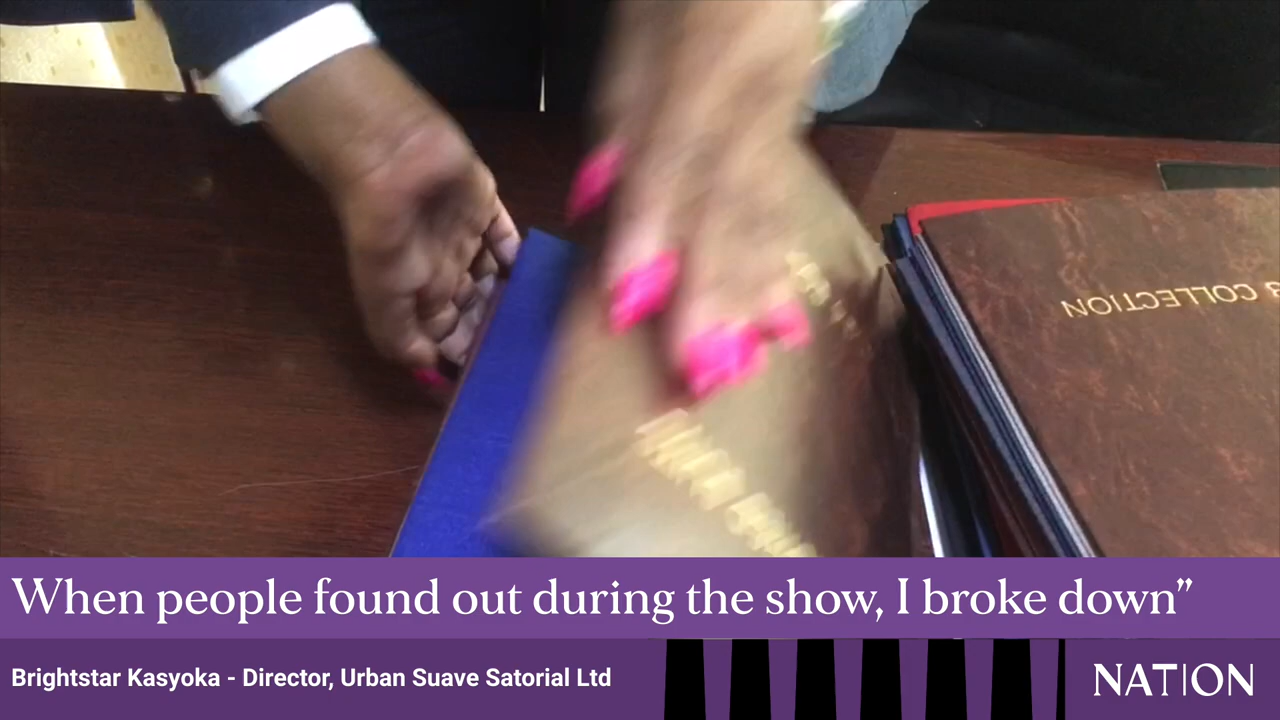 COLLECTION
When people found out during the show, I broke down”
Brightstar Kasyoka - Director, Urban Suave Satorial Ltd
NATION